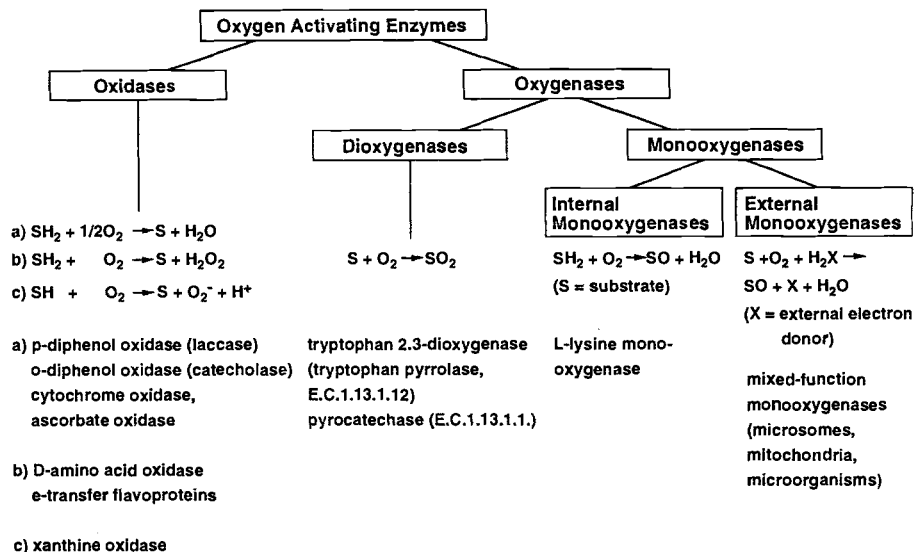 Oxygen Activating Enzymes
Oxidases
Oxygenases
Dioxygenases
Monooxygenases
Internal
Monooxygenases
External
Monooxygenases
a) SH₂ + 1/2O₂ → S + H₂O
b) SH₂ + O₂ → S + H₂O₂
c) SH + O₂ → S + O₂⁻ + H⁺
S + O₂ → SO₂
SH₂ + O₂ → SO + H₂O
(S = substrate)
S +O₂ + H₂X →
SO + X + H₂O
(X = external electron
donor)
a) p-diphenol oxidase (laccase)
o-diphenol oxidase (catecholase)
cytochrome oxidase,
ascorbate oxidase
b) D-amino acid oxidase
e-transfer flavoproteins
c) xanthine oxidase
tryptophan 2.3-dioxygenase
(tryptophan pyrrolase,
E.C.1.13.1.12)
pyrocatechase (E.C.1.13.1.1.)
L-lysine mono-
oxygenase
mixed-function
monooxygenases
(microsomes,
mitochondria,
microorganisms)